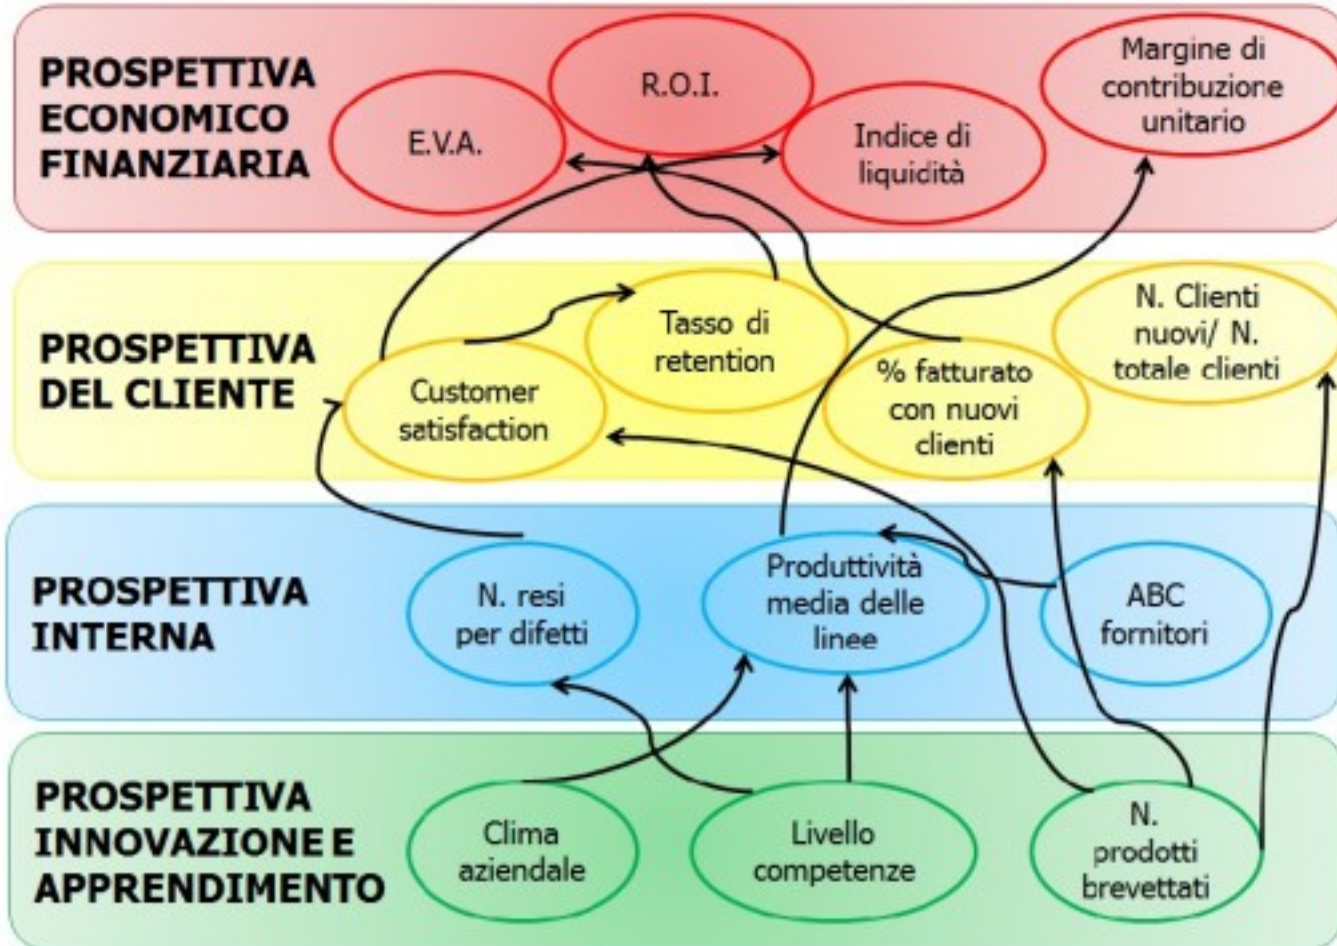 PROSPETTIVA
ECONOMICO
FINANZIARIA
E.V.A.
R.O.I.
Indice di
liquidità
Margine di
contribuzione
unitario
PROSPETTIVA
DEL CLIENTE
Customer
satisfaction
Tasso di
retention
% fatturato
con nuovi
clienti
N. Clienti
nuovi/ N.
totale clienti
PROSPETTIVA
INTERNA
N. resi
per difetti
Produttività
media delle
linee
ABC
fornitori
PROSPETTIVA
INNOVAZIONE E
APPRENDIMENTO
Clima
aziendale
Livello
competenze
N.
prodotti
brevettati